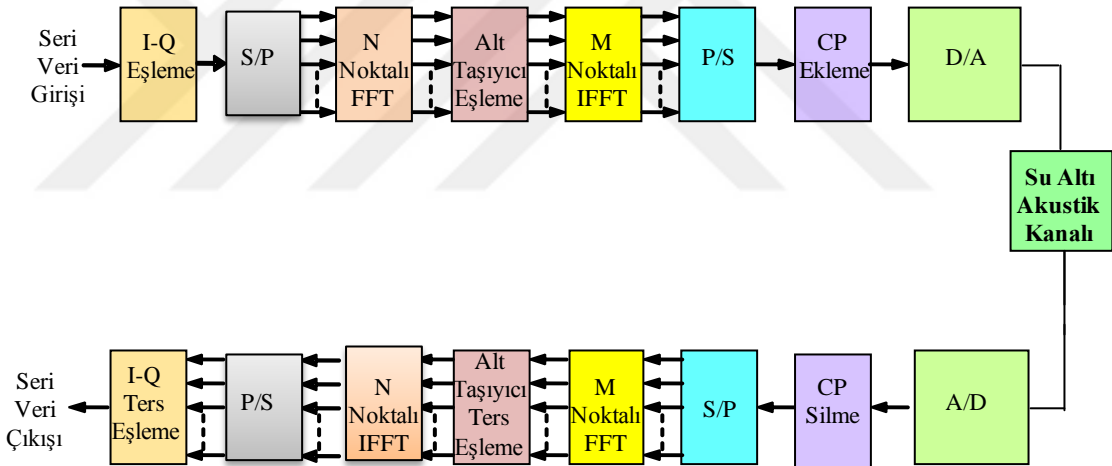 Seri
Veri
Girişi
I-Q
Eşleme
S/P
N
Noktalı
FFT
Alt
Taşıyıcı
Eşleme
M
Noktalı
IFFT
P/S
CP
Ekleme
D/A
Su Altı
Akustik
Kanalı
Seri
Veri
Çıkışı
I-Q
Ters
Eşleme
P/S
N
Noktalı
IFFT
Alt
Taşıyıcı
Ters
Eşleme
M
Noktalı
FFT
S/P
CP
Silme
A/D